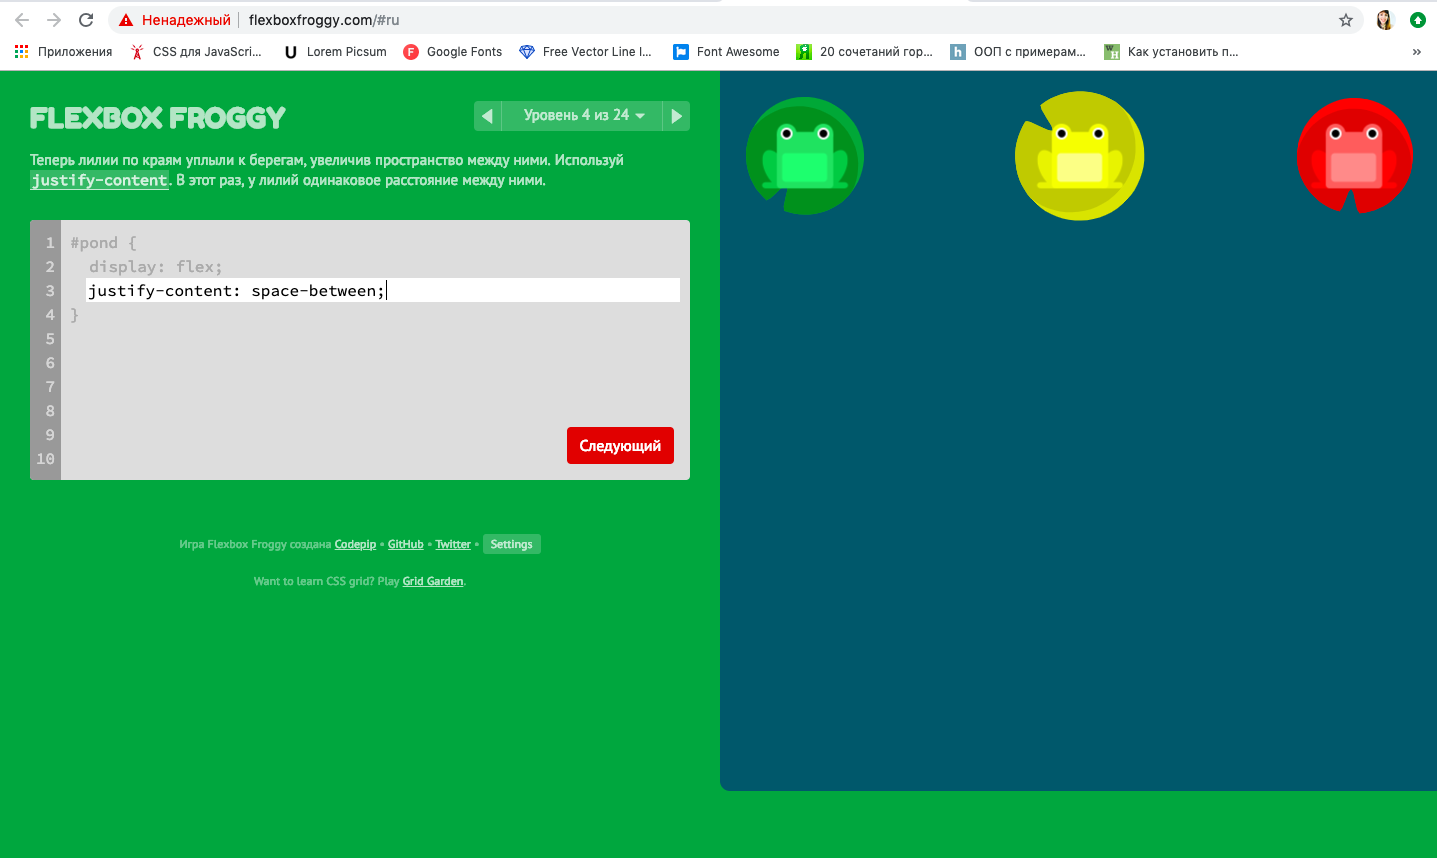 Ненадежный flexboxfroggy.com/#ru
Приложения CSS для JavaScri... Lorem Picsum Google Fonts Free Vector Line I... Font Awesome 20 сочетаний гор... ООП с примерам... Как установить п... »
FLEXBOX FROGGY
Уровень 4 из 24
Теперь лилии по краям уплыли к берегам, увеличив пространство между ними. Используй
justify-content. В этот раз, у лилий одинаковое расстояние между ними.
1 #pond {
2 display: flex;
3 justify-content: space-between;
4 }
5
6
7
8
9
10
Следующий
Игра Flexbox Froggy создана Codepip • GitHub • Twitter • Settings
Want to learn CSS grid? Play Grid Garden.